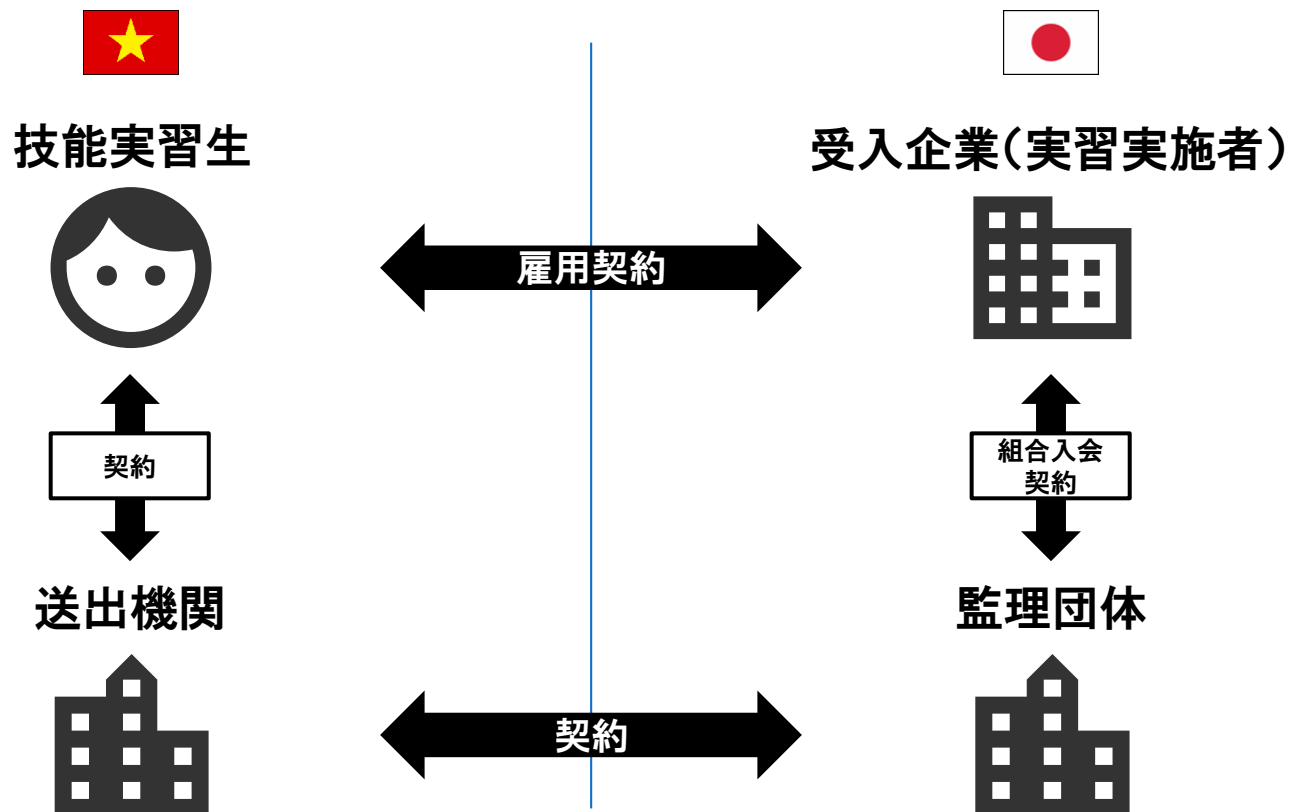 技能実習生
受入企業（実習実施者）
雇用契約
契約
組合入会
契約
送出機関
監理団体
契約